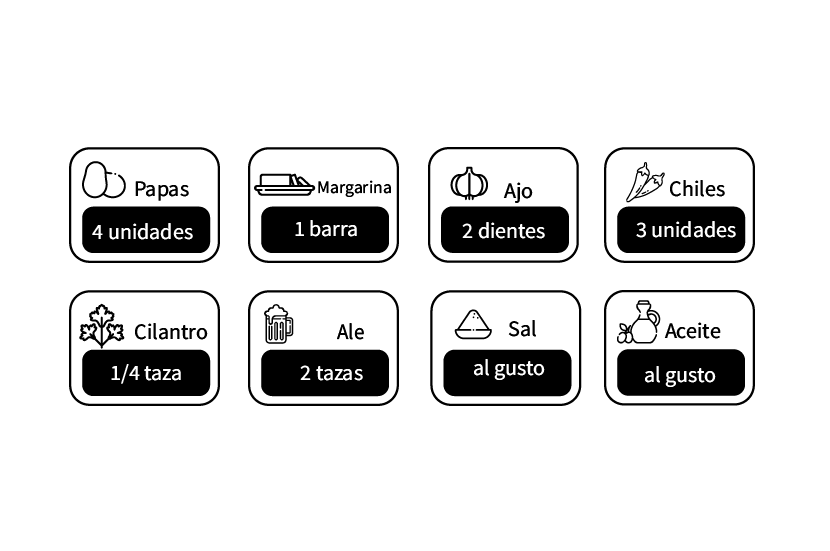 Papas
4 unidades
Margarina
1 barra
Ajo
2 dientes
Chiles
3 unidades
Cilantro
1/4 taza
Ale
2 tazas
Sal
al gusto
Aceite
al gusto